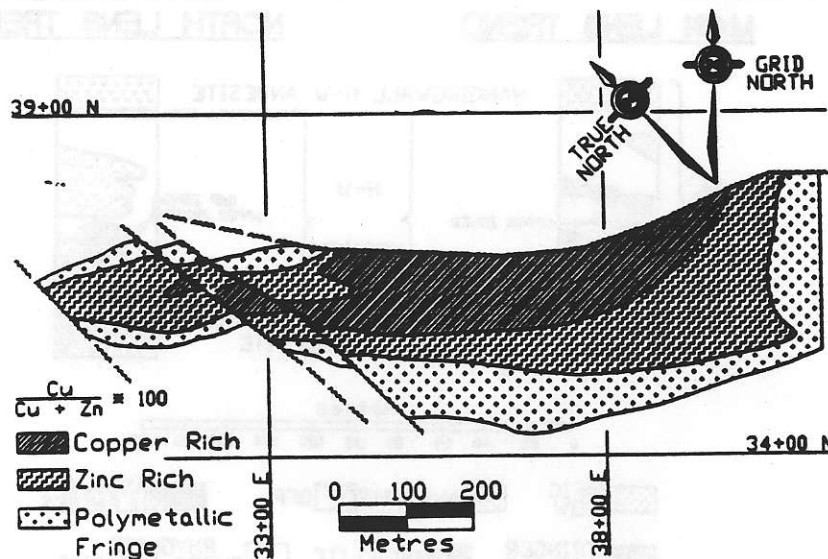 39+00 N
GRID
NORTH
TRUE
NORTH
Cu
Cu + Zn * 100
Copper Rich
Zinc Rich
Polymetallic
Fringe
33+00 E
0 100 200
Metres
38+00 E
34+00 N